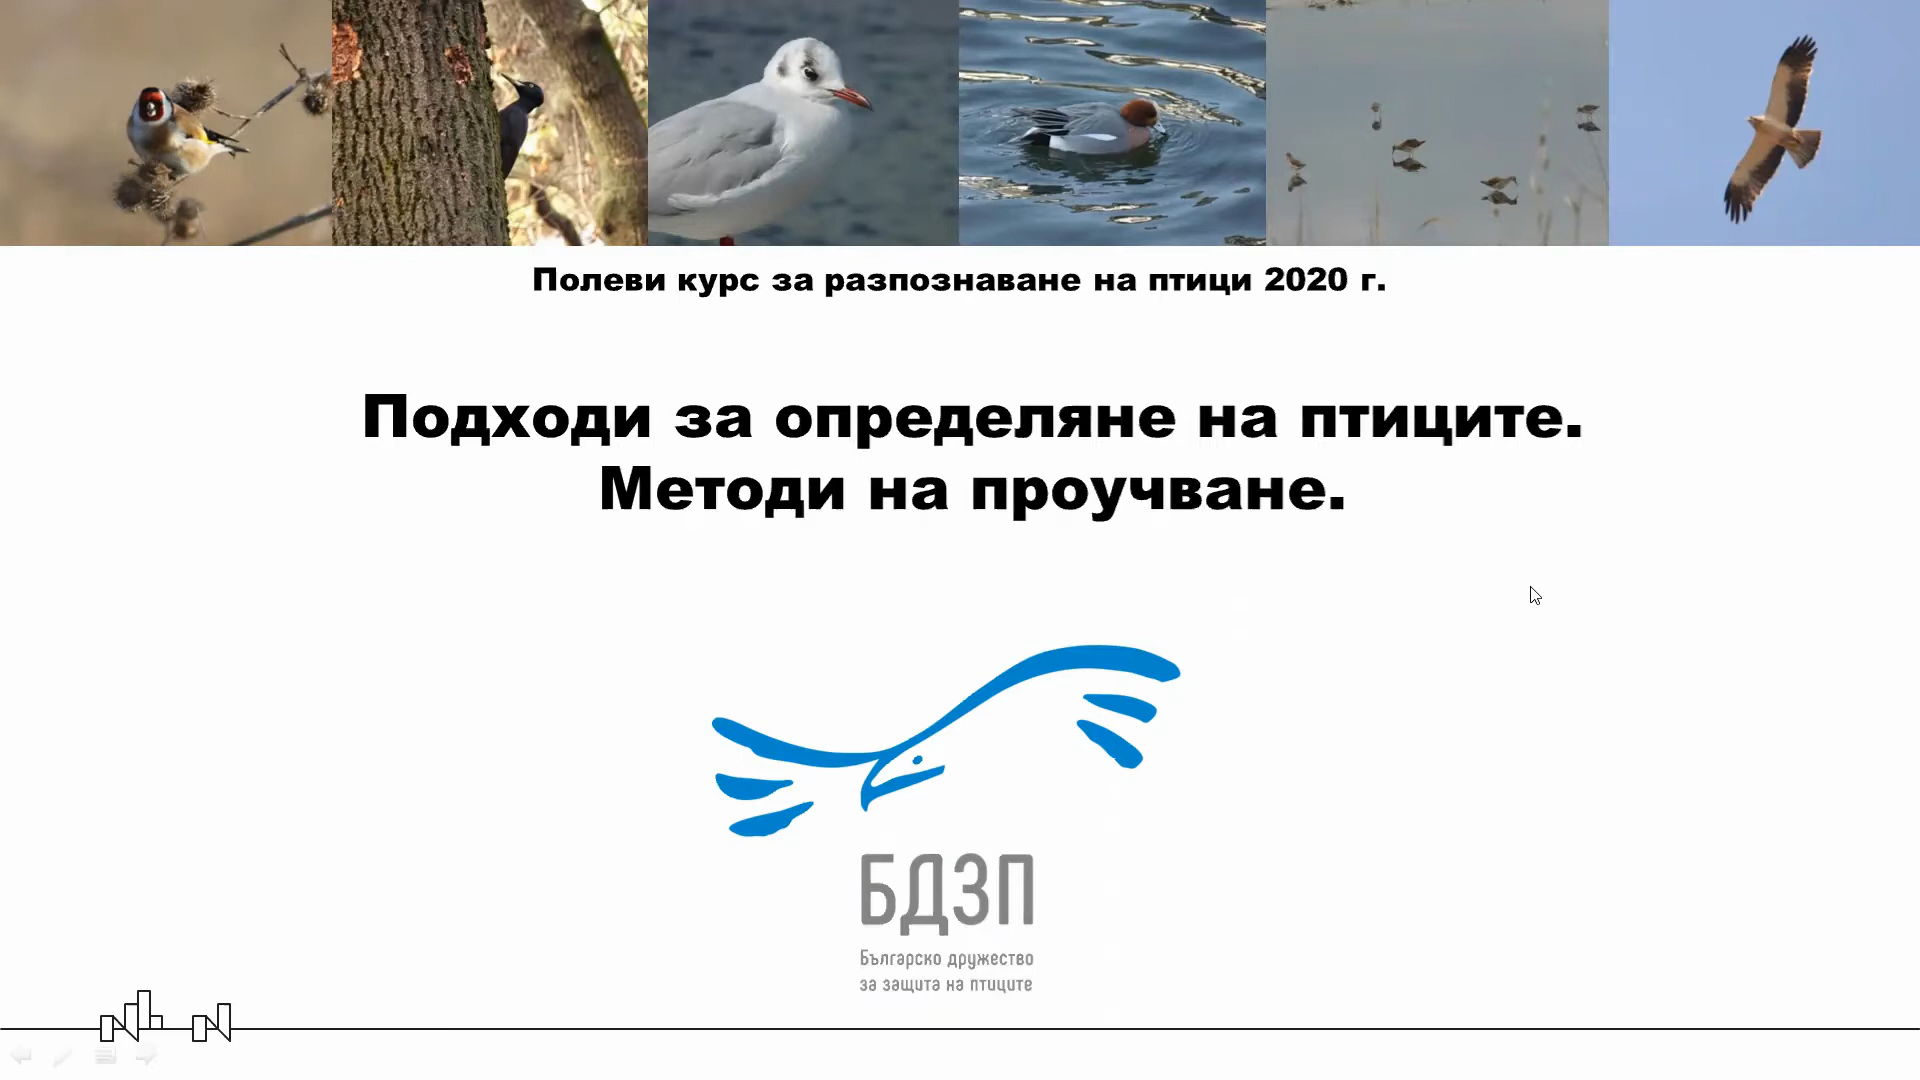 Полеви курс за разпознаване на птици 2020 г.
Подходи за определяне на птиците.
Методи на проучване.
БДЗП
Българско дружество
за защита на птиците